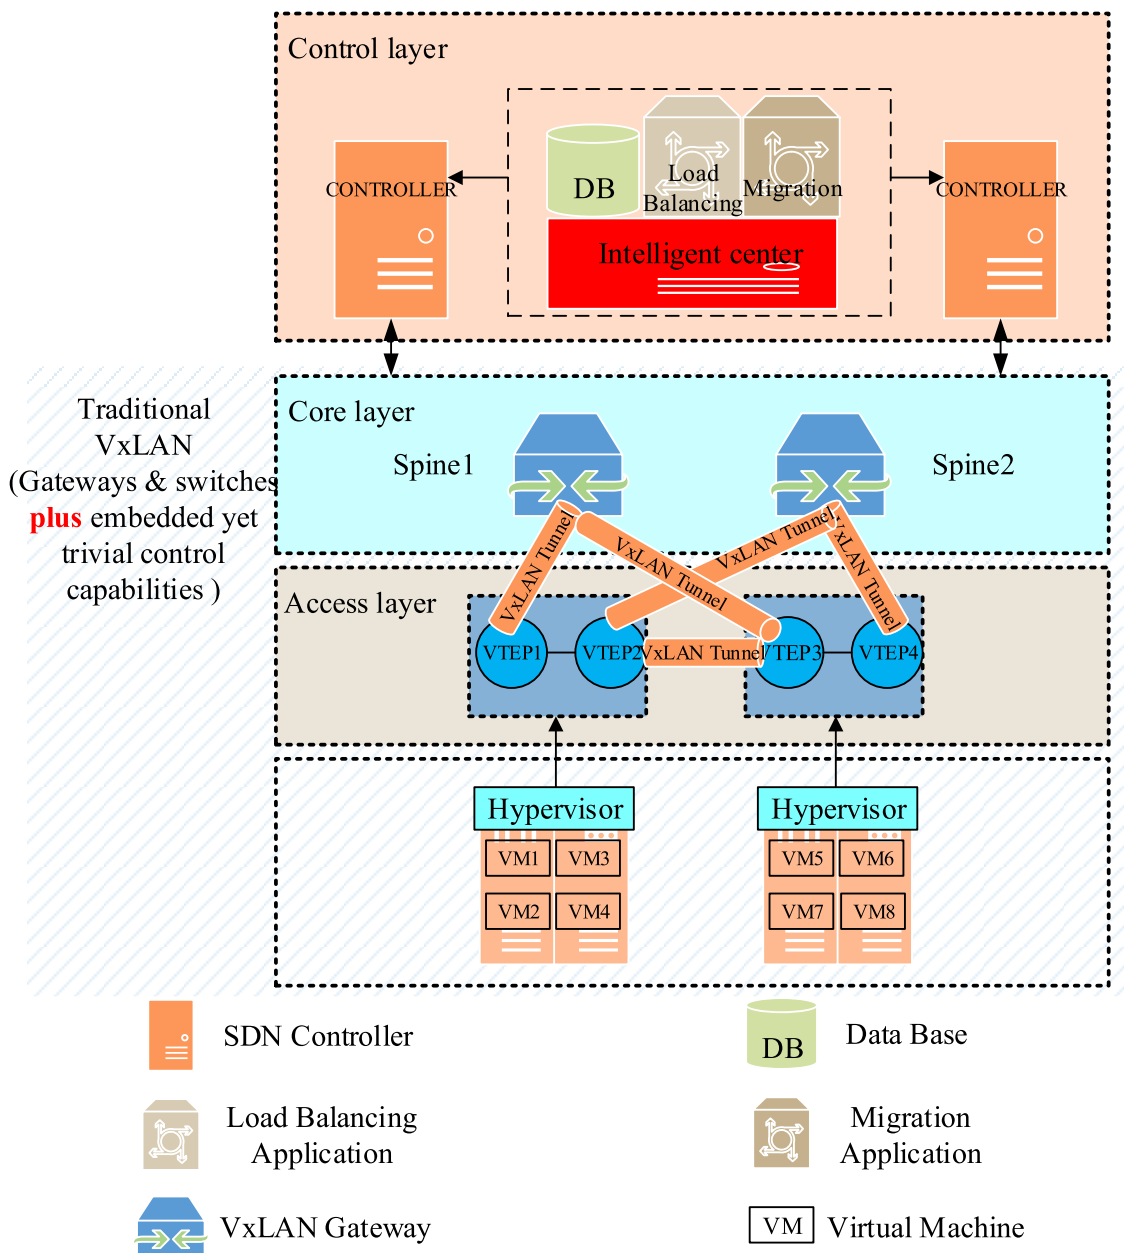 Control layer
CONTROLLER
DB
Load
Balancing
Migration
CONTROLLER
Intelligent center
Traditional
VxLAN
(Gateways & switches
plus embedded yet
trivial control
capabilities )
Core layer
Spine1
Spine2
VxLAN Tunnel
VxLAN Tunnel
VxLAN Tunnel
VxLAN Tunnel
Access layer
VTEP1
VTEP2
VxLAN Tunnel
VTEP3
VTEP4
Hypervisor
Hypervisor
VM1
VM3
VM5
VM6
VM2
VM4
VM7
VM8
SDN Controller
DB
Data Base
Load Balancing
Application
Migration
Application
VxLAN Gateway
VM
Virtual Machine